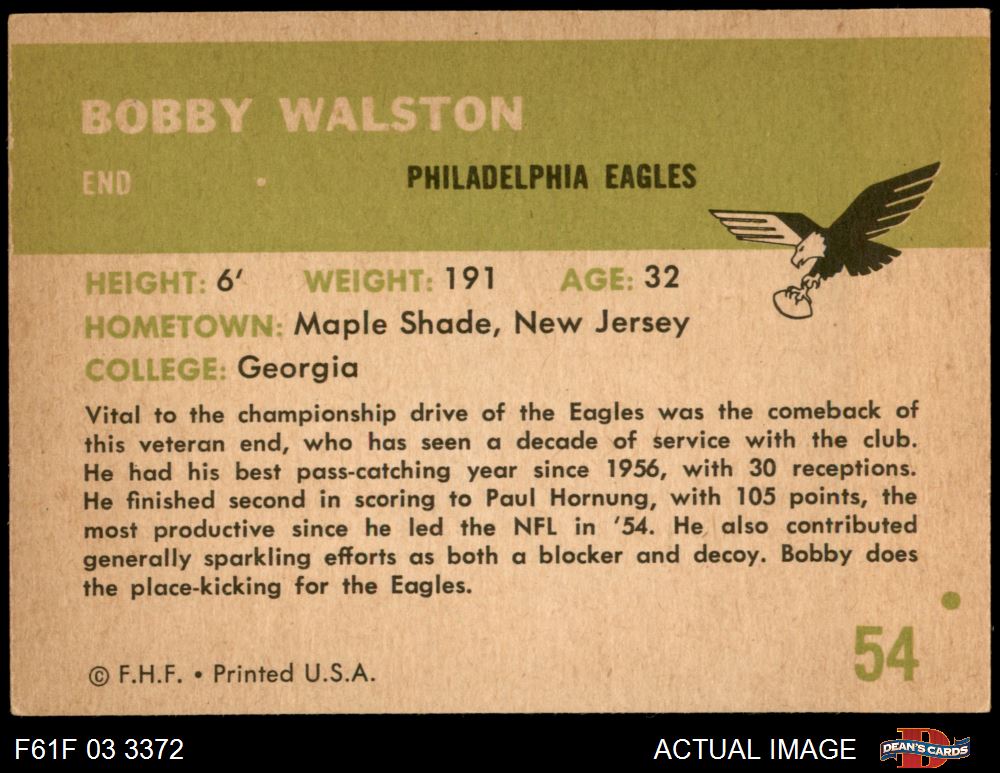 BOBBY WALSTON
END PHILADELPHIA EAGLES
HEIGHT: 6' WEIGHT: 191 AGE: 32
HOMETOWN: Maple Shade, New Jersey
COLLEGE: Georgia
Vital to the championship drive of the Eagles was the comeback of
this veteran end, who has seen a decade of service with the club.
He had his best pass-catching year since 1956, with 30 receptions.
He finished second in scoring to Paul Hornung, with 105 points, the
most productive since he led the NFL in '54. He also contributed
generally sparkling efforts as both a blocker and decoy. Bobby does
the place-kicking for the Eagles.
54
© F.H.F. • Printed U.S.A.
F61F 03 3372 ACTUAL IMAGE D DEAN'S CARDS